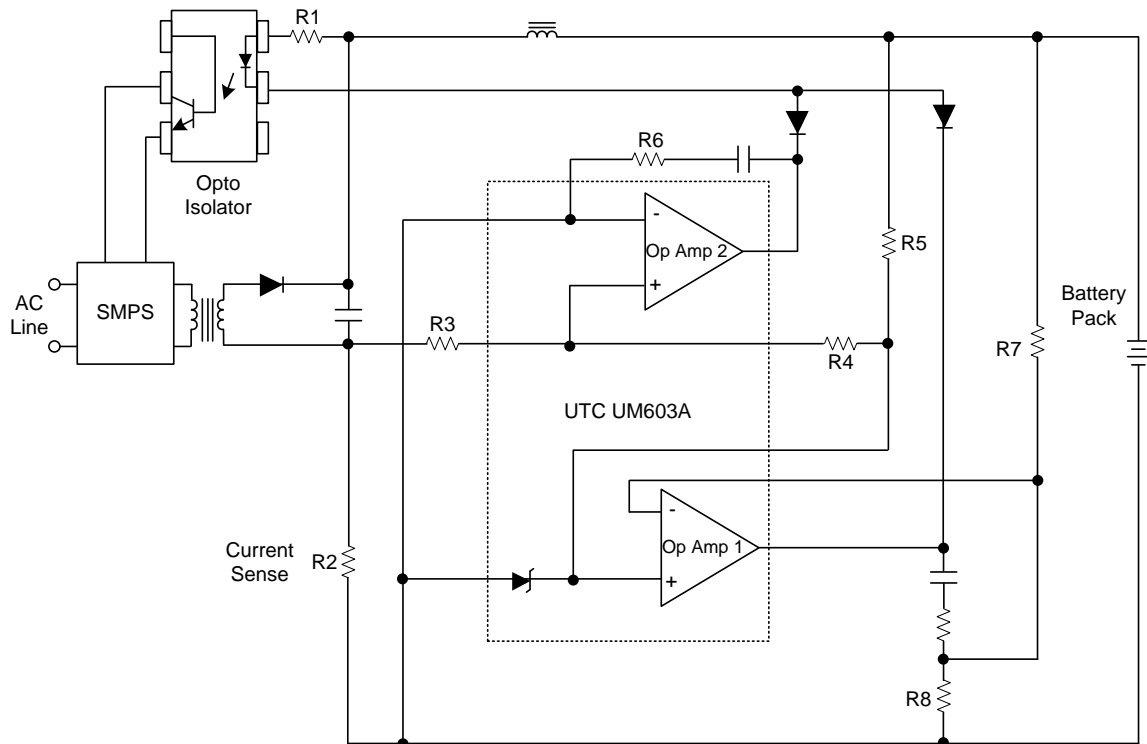 R1
Opto
Isolator
R6
-
Op Amp 2
+
R5
AC
Line
SMPS
R3
R4
Battery
Pack
R7
UTC UM603A
-
Op Amp 1
+
Current
Sense
R2
R8